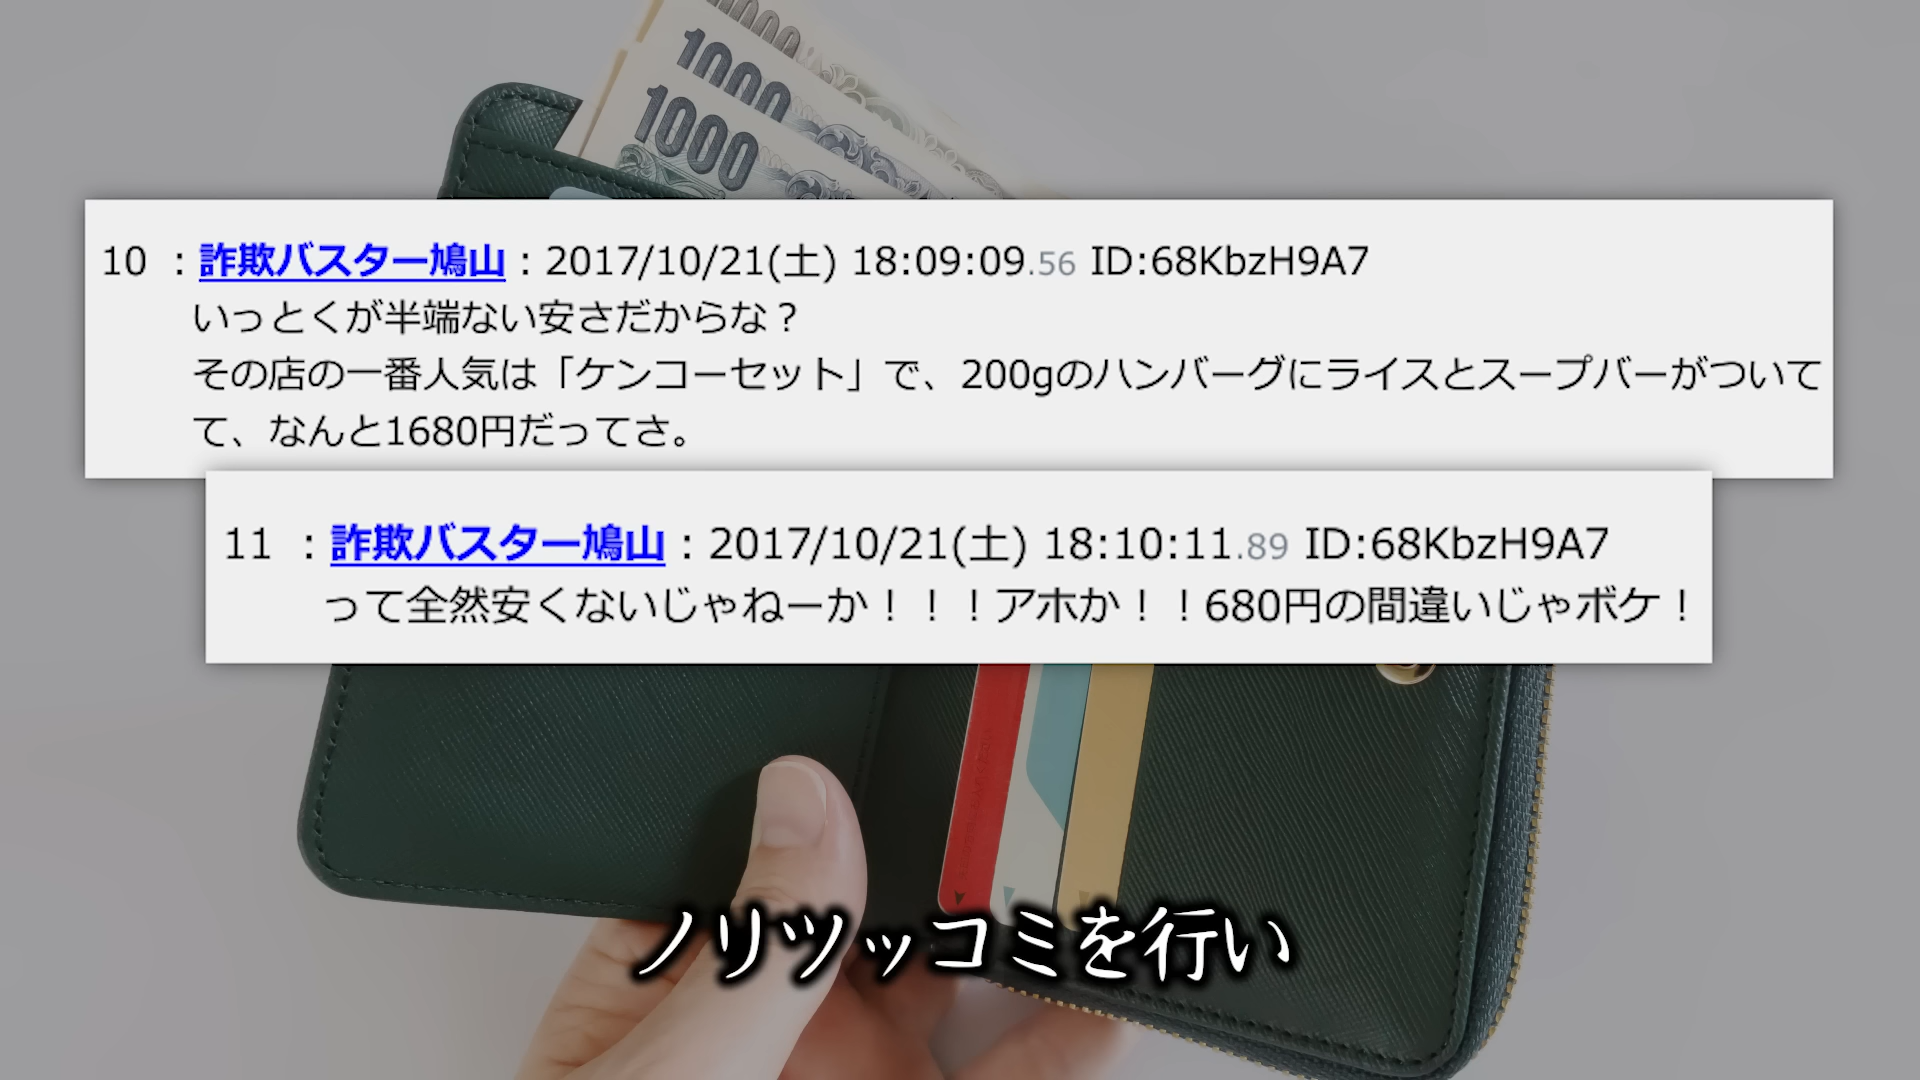 1000
1000
1000
10 ：詐欺バスター鳩山：2017/10/21(土) 18:09:09.56 ID:68KbzH9A7
いっとくが半端ない安さだからな？
その店の一番人気は「ケンコーセット」で、200gのハンバーグにライスとスープバーがついて
て、なんと1680円だってさ。
11 ：詐欺バスター鳩山：2017/10/21(土) 18:10:11.89 ID:68KbzH9A7
って全然安くないじゃねーか！！！アホか！！680円の間違いじゃボケ！
ノリツッコミを行い